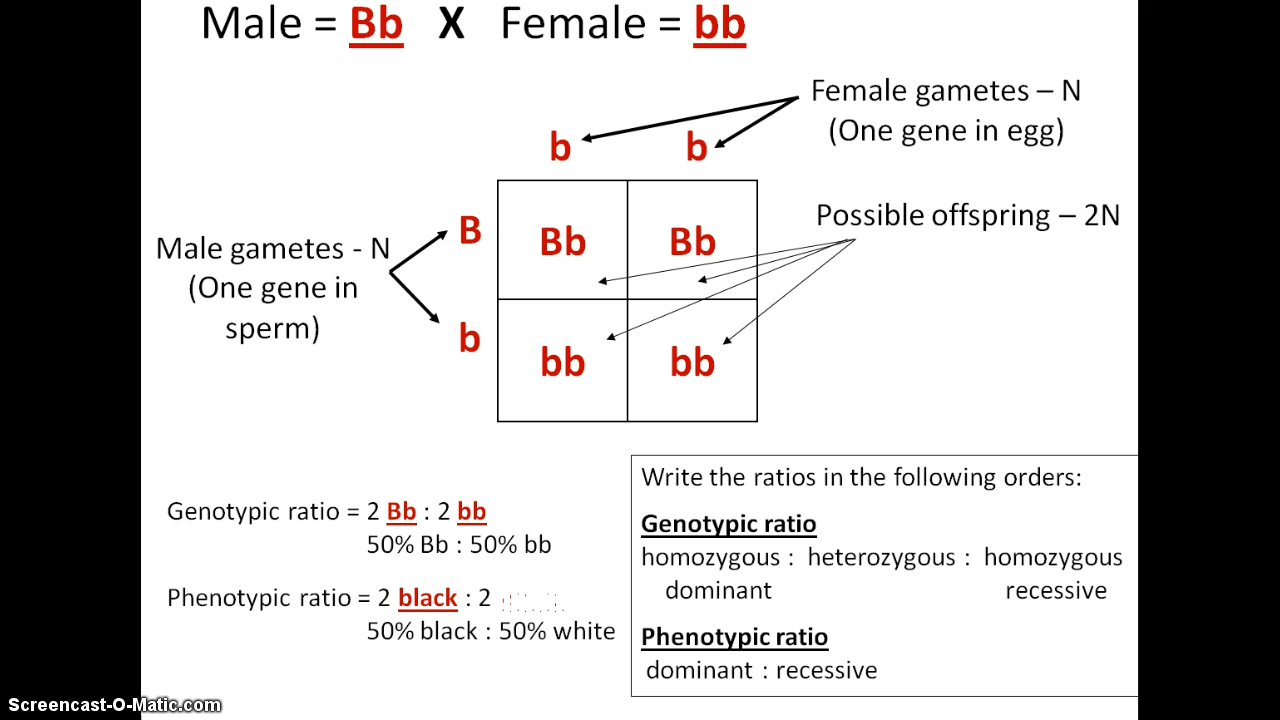 Male = Bb X Female = bb
Female gametes – N
(One gene in egg)
b b
Possible offspring – 2N
B Bb Bb
Male gametes - N
(One gene in
sperm)
b bb bb
Write the ratios in the following orders:
Genotypic ratio
homozygous : heterozygous : homozygous
dominant recessive
Phenotypic ratio
dominant : recessive
Genotypic ratio = 2 Bb : 2 bb
50% Bb : 50% bb
Phenotypic ratio = 2 black : 2
50% black : 50% white
Screencast-O-Matic.com